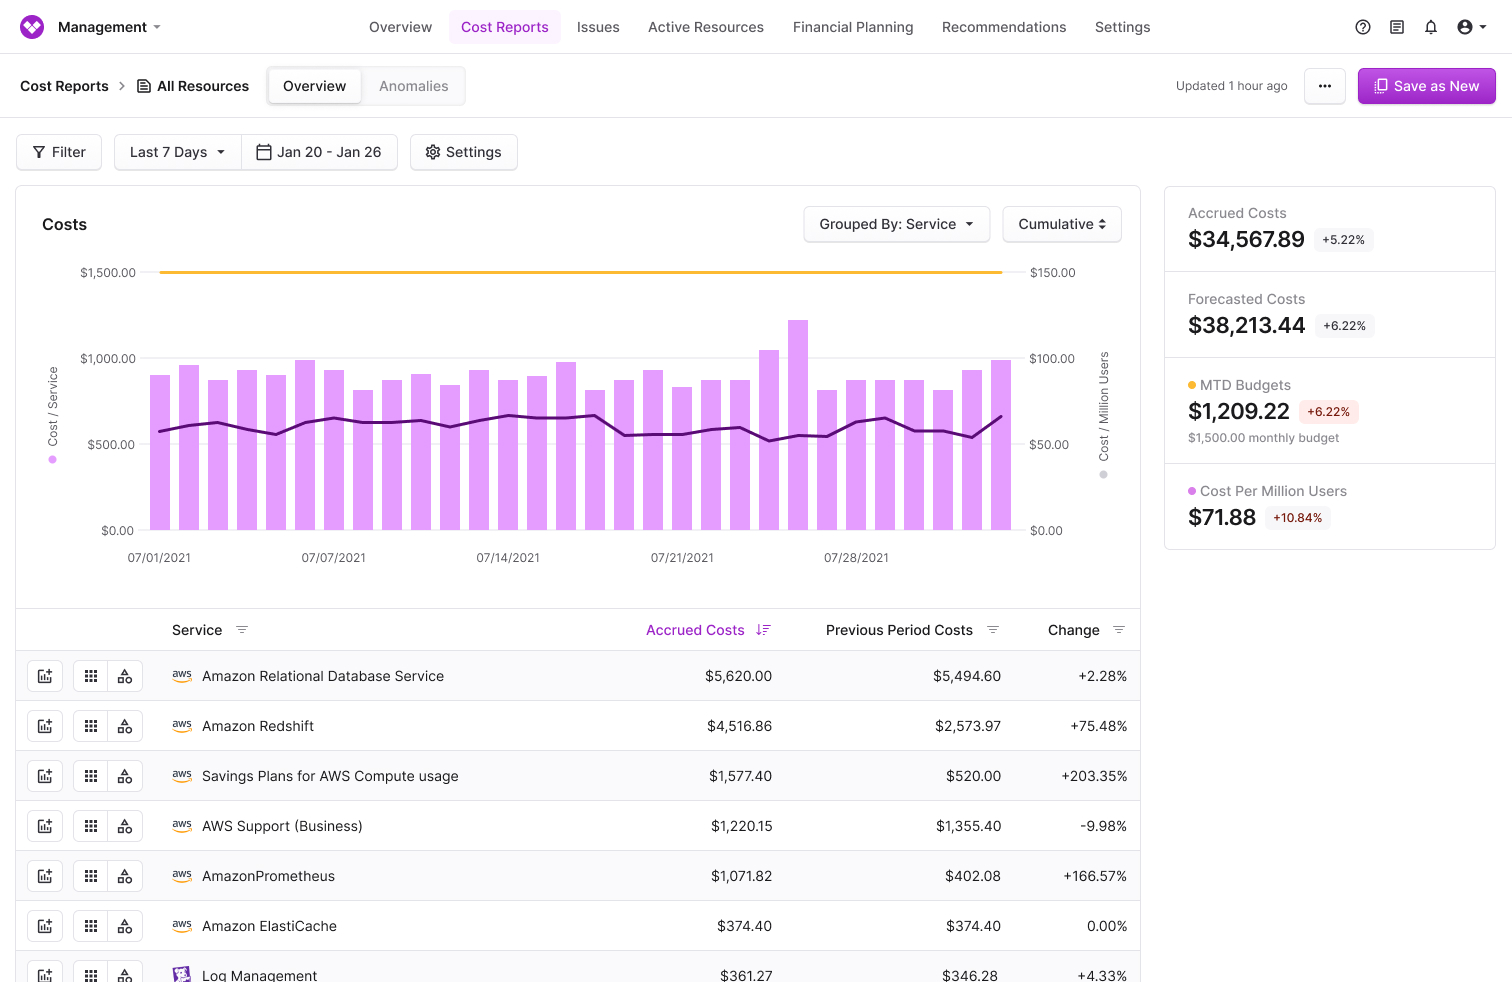 Management
Overview
Cost Reports
Issues
Active Resources
Financial Planning
Recommendations
Settings
Cost Reports
All Resources
Overview
Anomalies
Updated 1 hour ago
Save as New
Filter
Last 7 Days
Jan 20 - Jan 26
Settings
Costs
Grouped By: Service
Cumulative
$1,500.00
$1,000.00
$500.00
$0.00
Cost / Service
$150.00
$100.00
$50.00
$0.00
Cost / Million Users
07/01/2021
07/07/2021
07/14/2021
07/21/2021
07/28/2021
Accrued Costs
$34,567.89 +5.22%
Forecasted Costs
$38,213.44 +6.22%
MTD Budgets
$1,209.22 +6.22%
$1,500.00 monthly budget
Cost Per Million Users
$71.88 +10.84%
Service Accrued Costs Previous Period Costs Change
aws Amazon Relational Database Service $5,620.00 $5,494.60 +2.28%
aws Amazon Redshift $4,516.86 $2,573.97 +75.48%
aws Savings Plans for AWS Compute usage $1,577.40 $520.00 +203.35%
aws AWS Support (Business) $1,220.15 $1,355.40 -9.98%
aws AmazonPrometheus $1,071.82 $402.08 +166.57%
aws Amazon ElastiCache $374.40 $374.40 0.00%
Log Management $361.27 $346.28 +4.33%